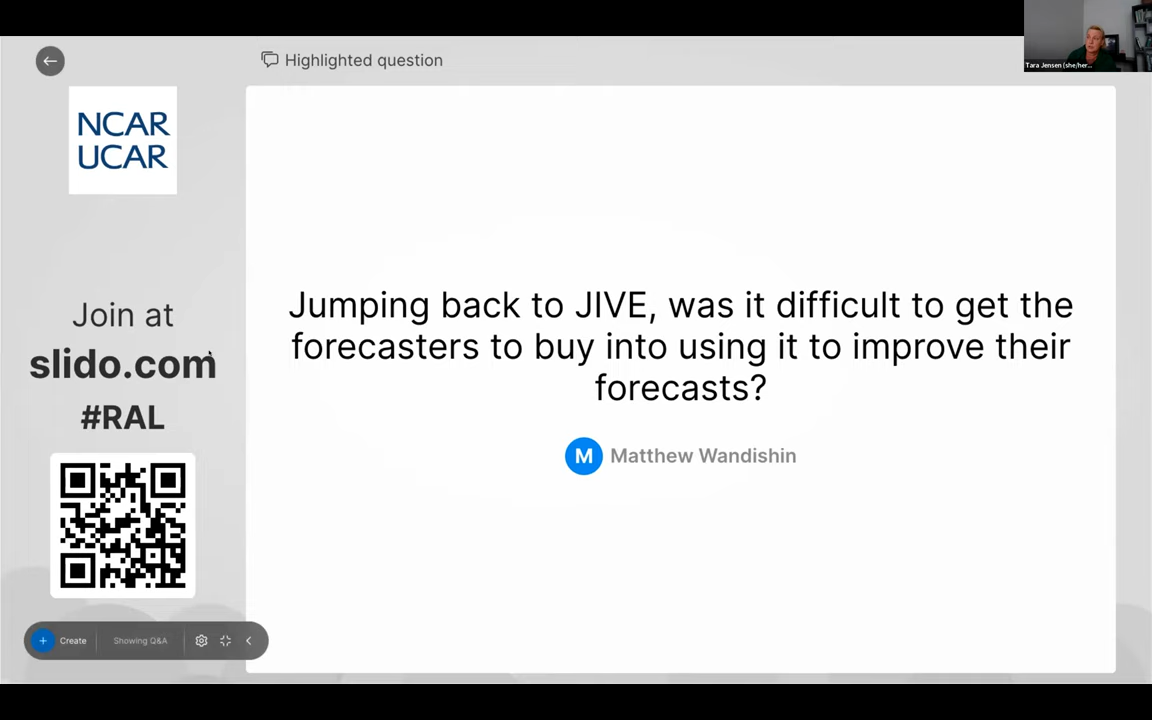 Highlighted question
Tara Jensen (she/her...
NCAR
UCAR
Join at
slido.com
#RAL
Jumping back to JIVE, was it difficult to get the
forecasters to buy into using it to improve their
forecasts?
M Matthew Wandishin
+ Create
Showing Q&A